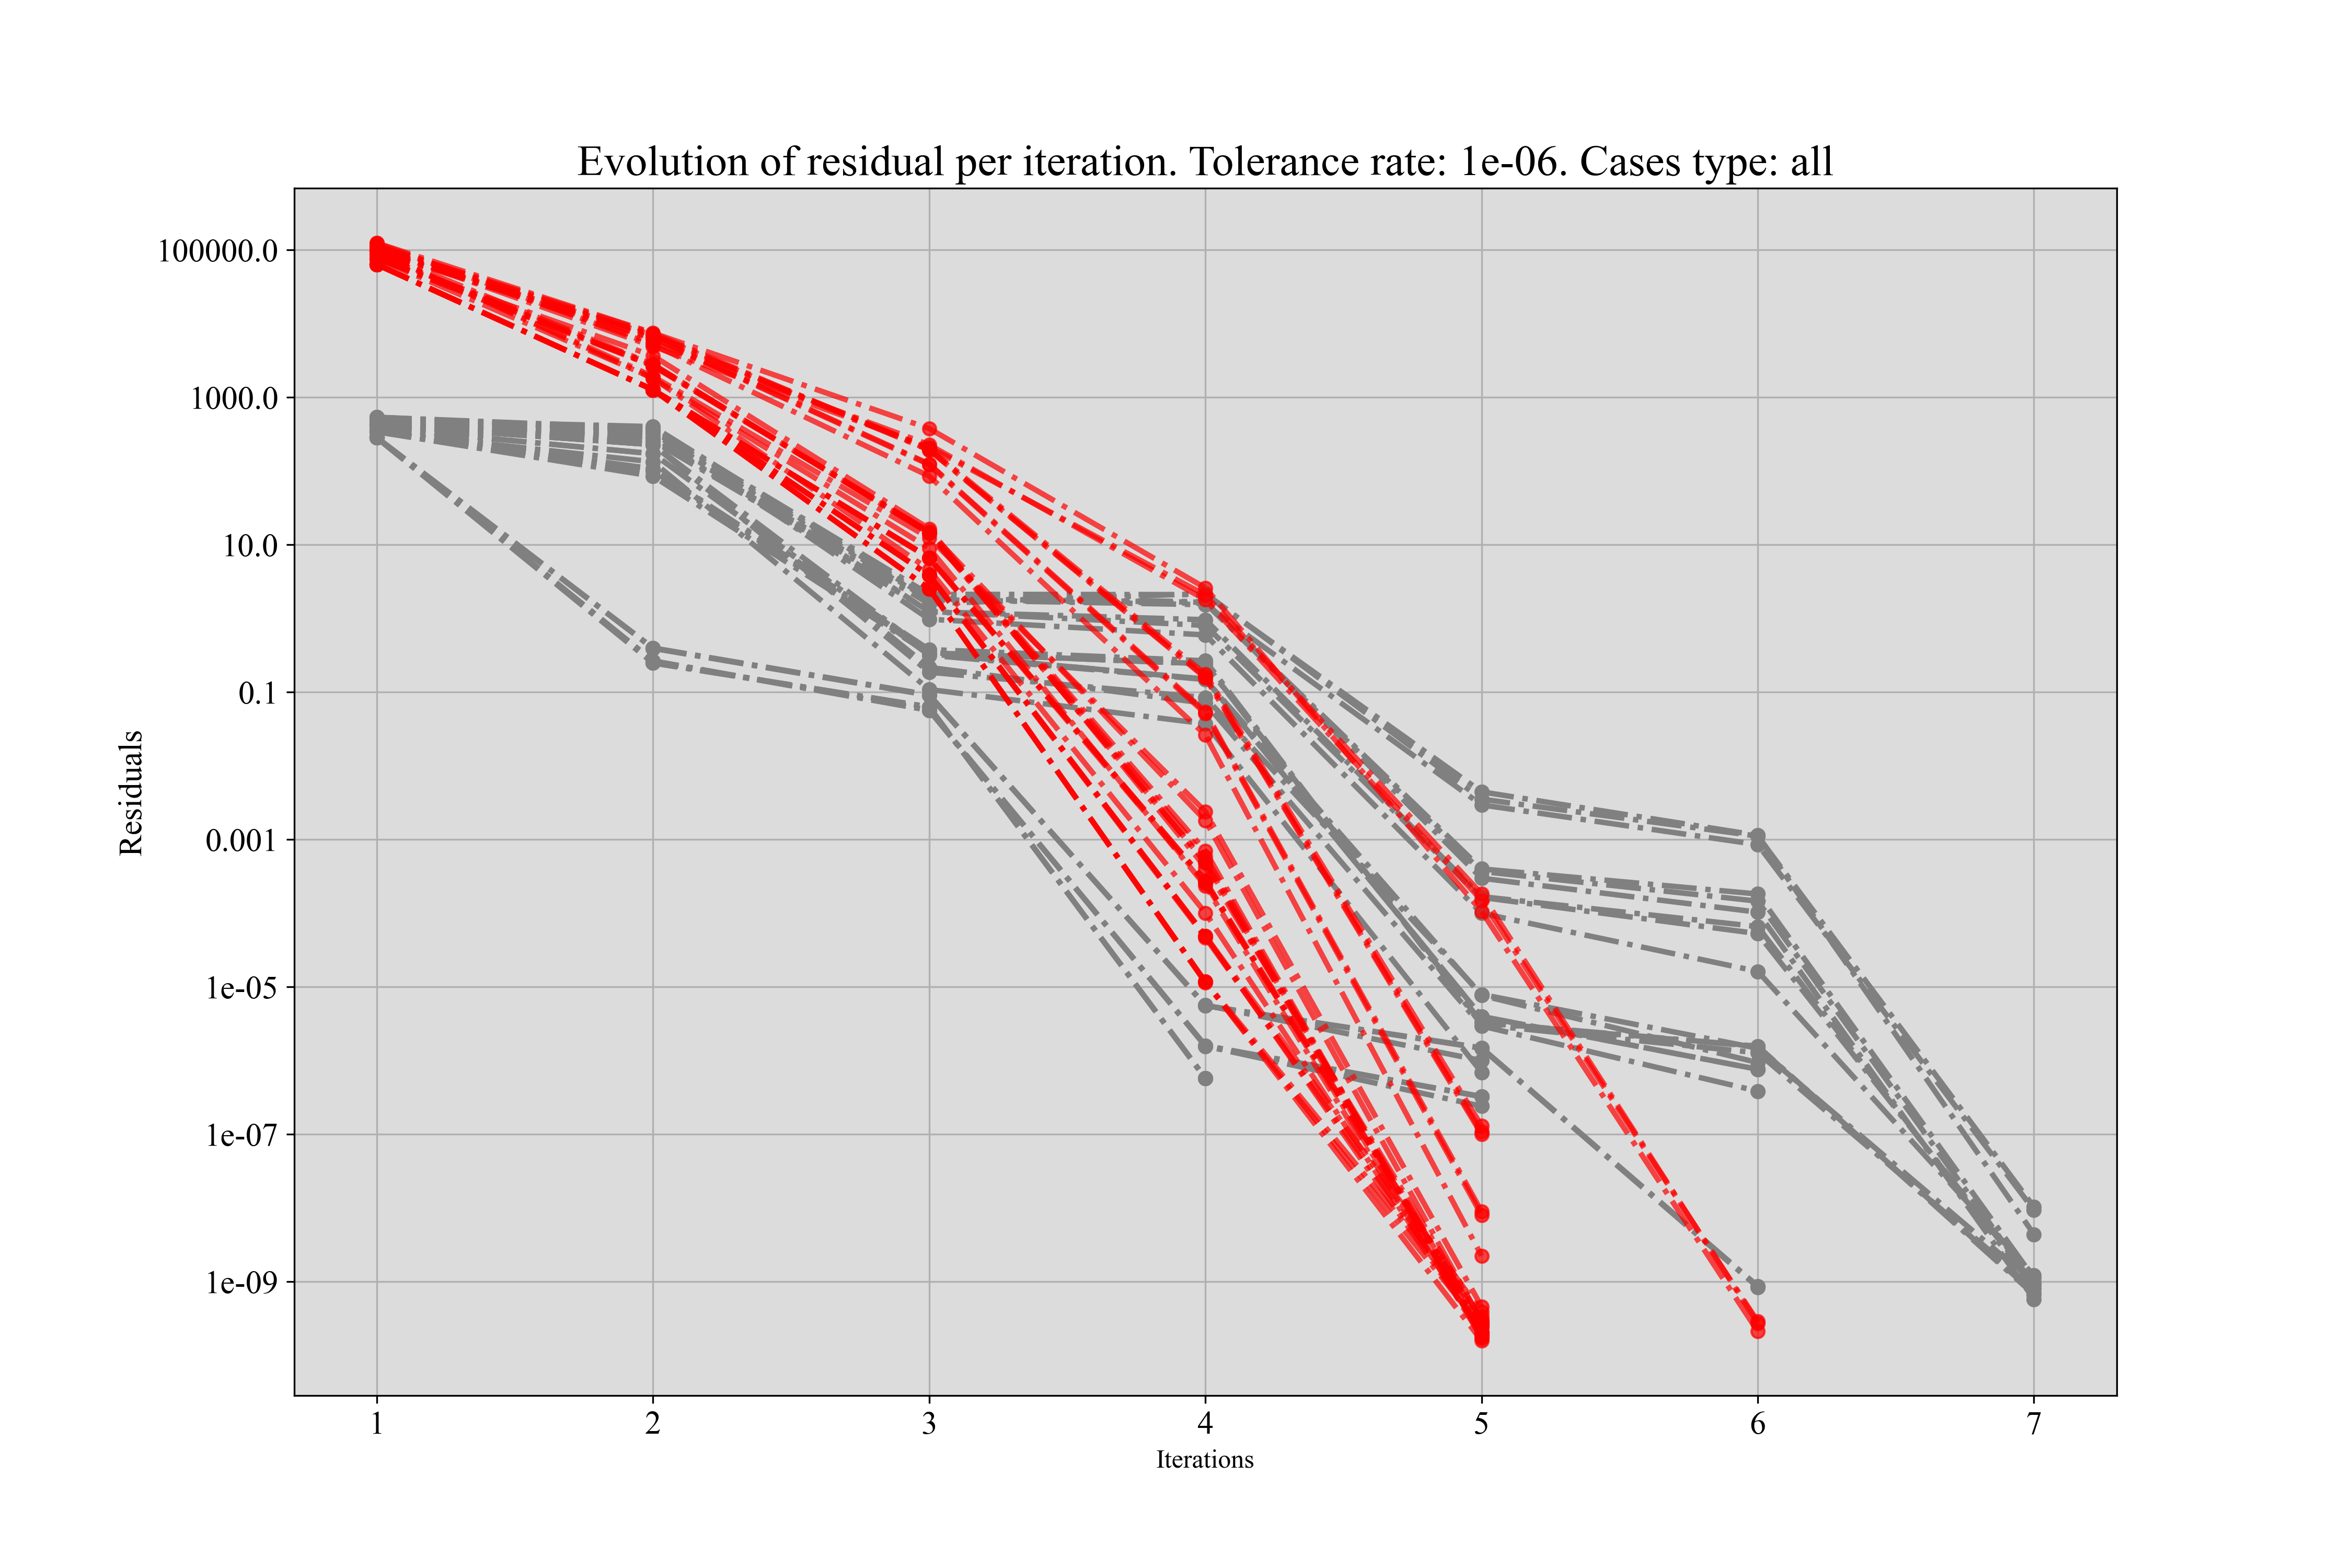 Evolution of residual per iteration. Tolerance rate: 1e-06. Cases type: all
100000.0
1000.0
10.0
0.1
0.001
1e-05
1e-07
1e-09
Residuals
1 2 3 4 5 6 7
Iterations